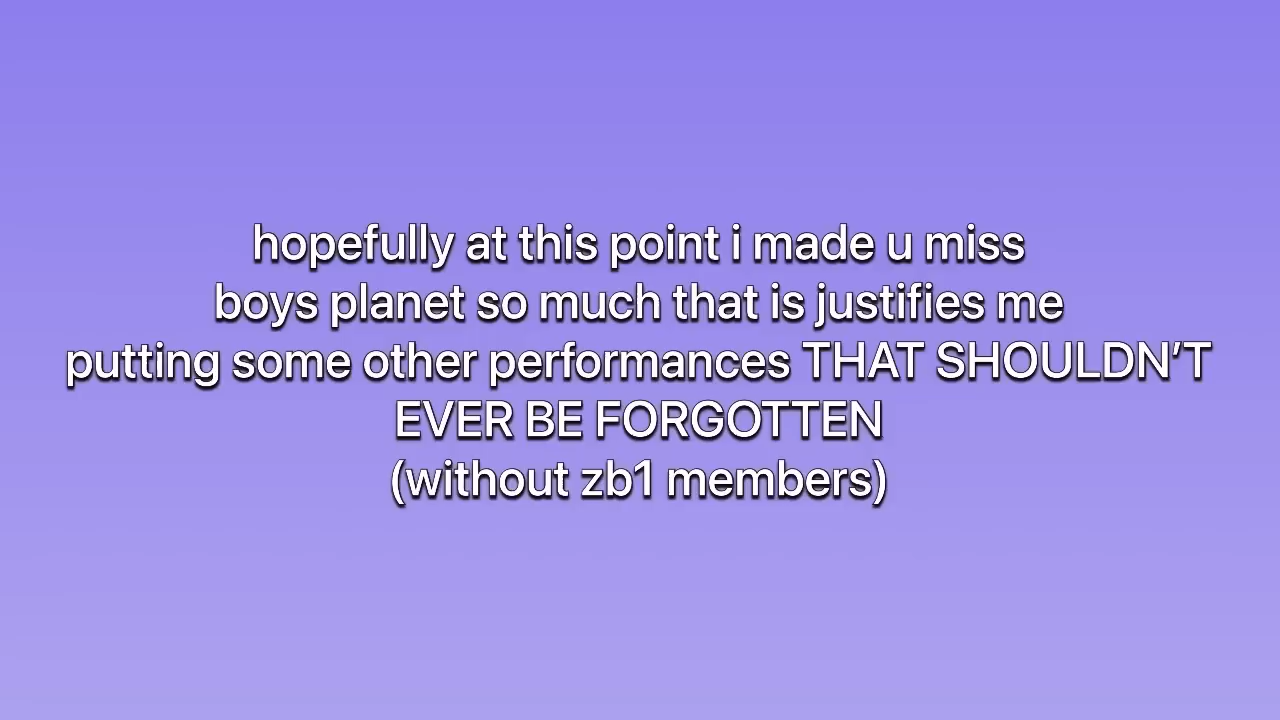 hopefully at this point i made u miss
boys planet so much that is justifies me
putting some other performances THAT SHOULDN’T
EVER BE FORGOTTEN
(without zb1 members)